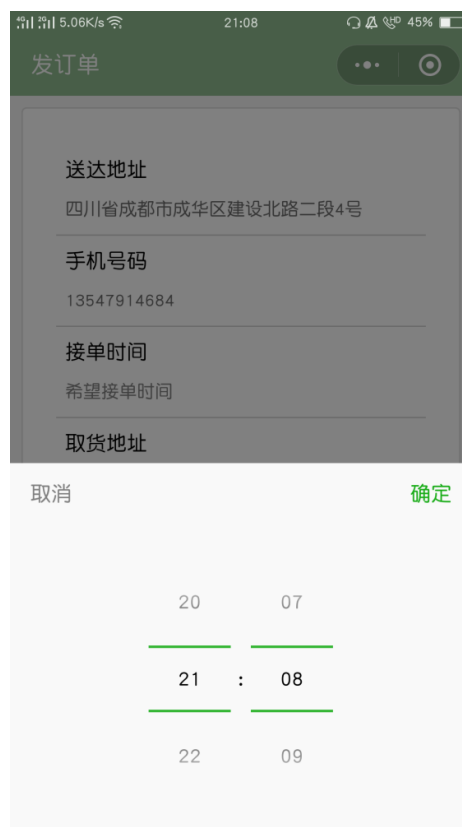 4G 2G 5.06K/s 21:08 HD 45%
发订单
送达地址
四川省成都市成华区建设北路二段4号
手机号码
13547914684
接单时间
希望接单时间
取货地址
取消 确定
20 07
21 : 08
22 09